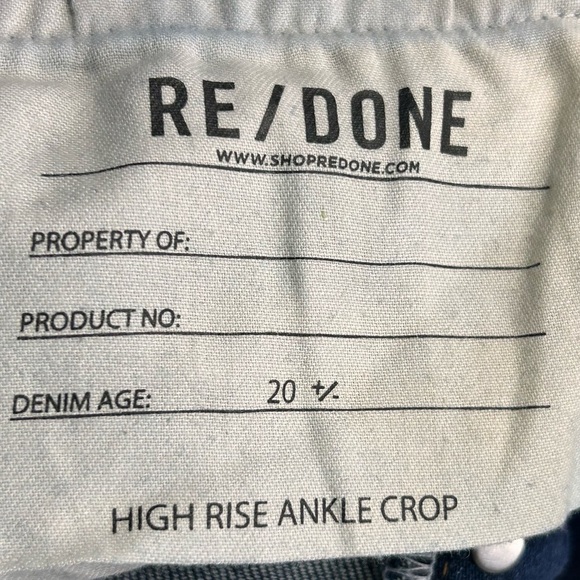 RE/DONE
WWW.SHOPREDONE.COM
PROPERTY OF:
PRODUCT NO:
DENIM AGE: 20 +/-
HIGH RISE ANKLE CROP